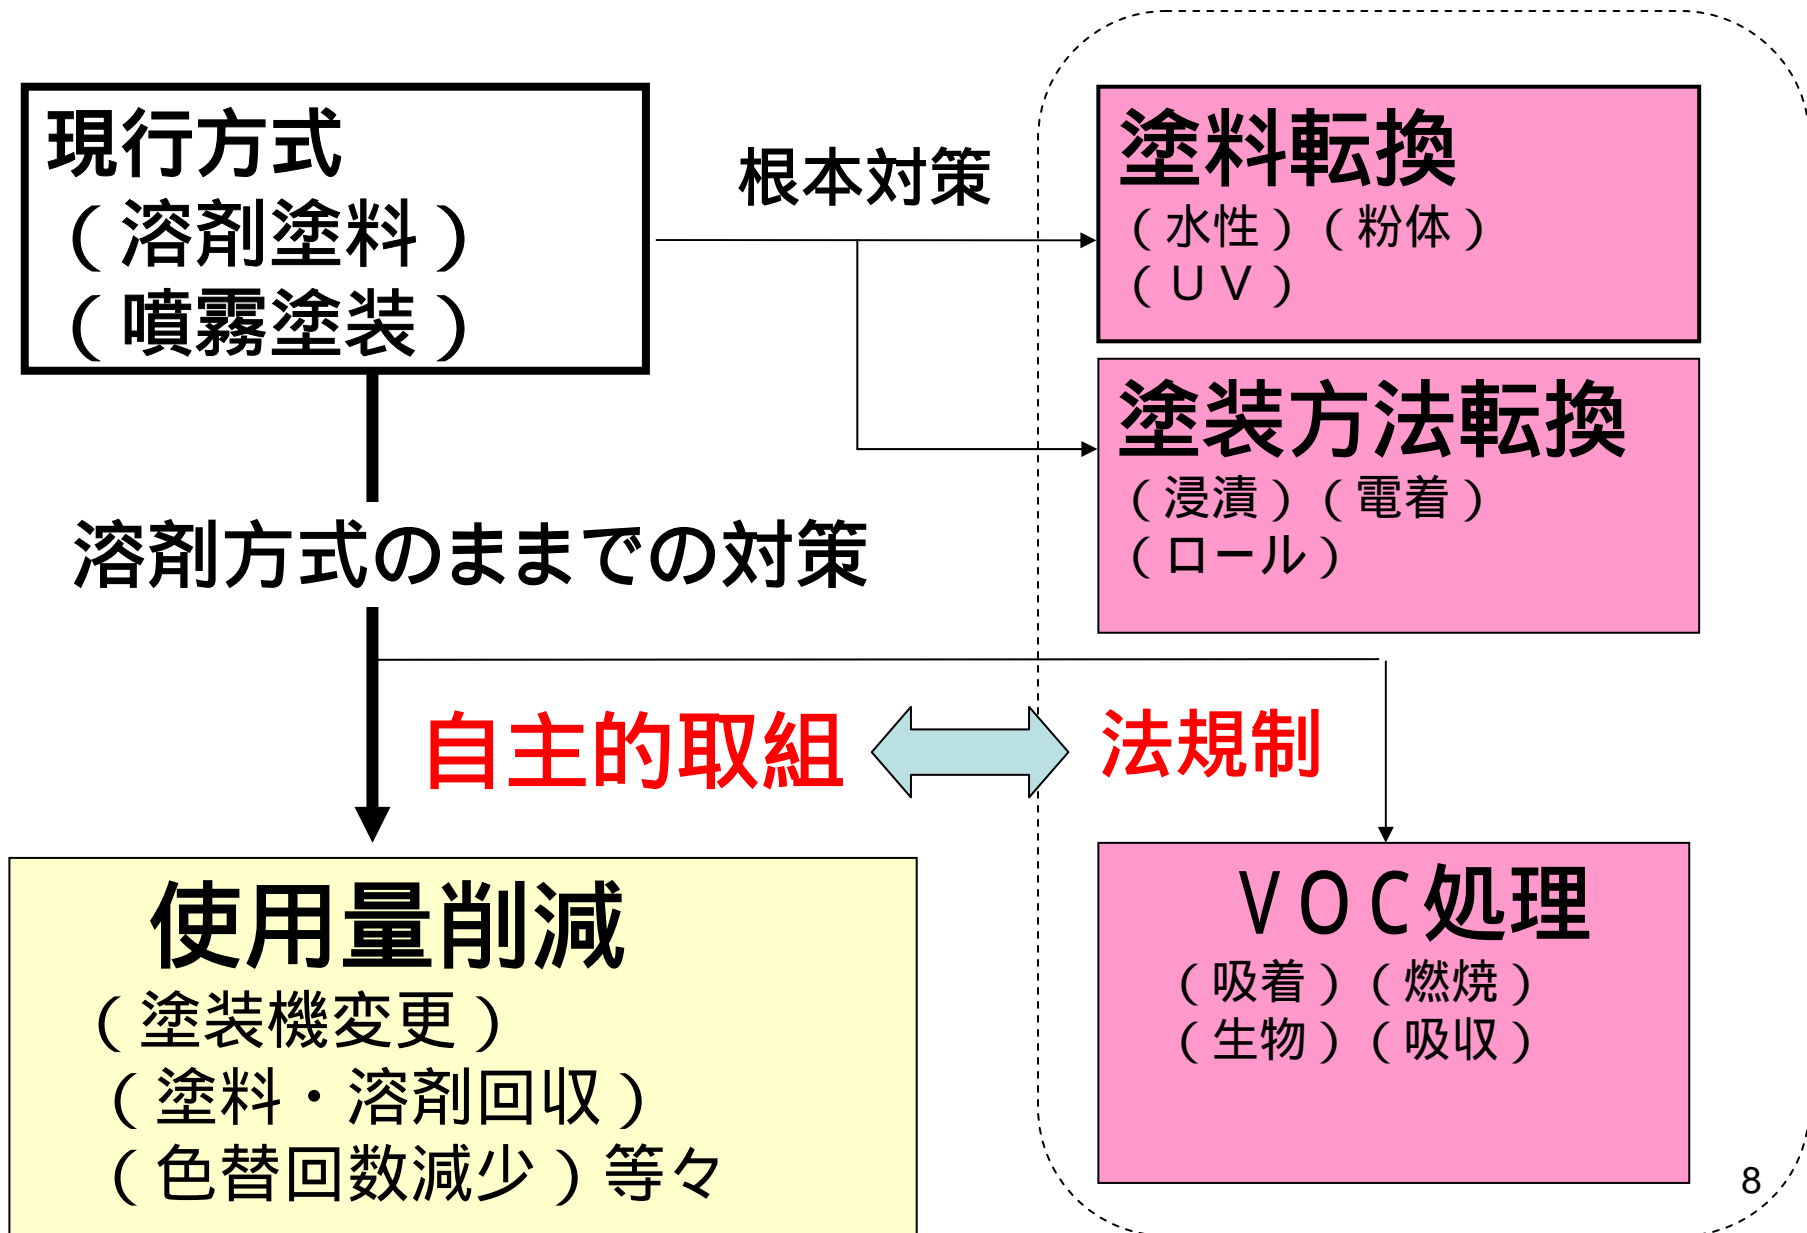 現行方式
（溶剤塗料）
（噴霧塗装）
根本対策
塗料転換
（水性）（粉体）
（ＵＶ）
塗装方法転換
（浸漬）（電着）
（ロール）
溶剤方式のままでの対策
自主的取組
法規制
使用量削減
（塗装機変更）
（塗料・溶剤回収）
（色替回数減少）等々
ＶＯＣ処理
（吸着）（燃焼）
（生物）（吸収）
8